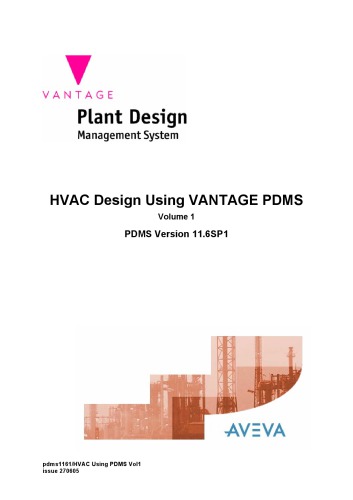 VANTAGE
Plant Design
Management System
HVAC Design Using VANTAGE PDMS
Volume 1
PDMS Version 11.6SP1
AVEVA
pdms1161/HVAC Using PDMS Vol1
issue 270605